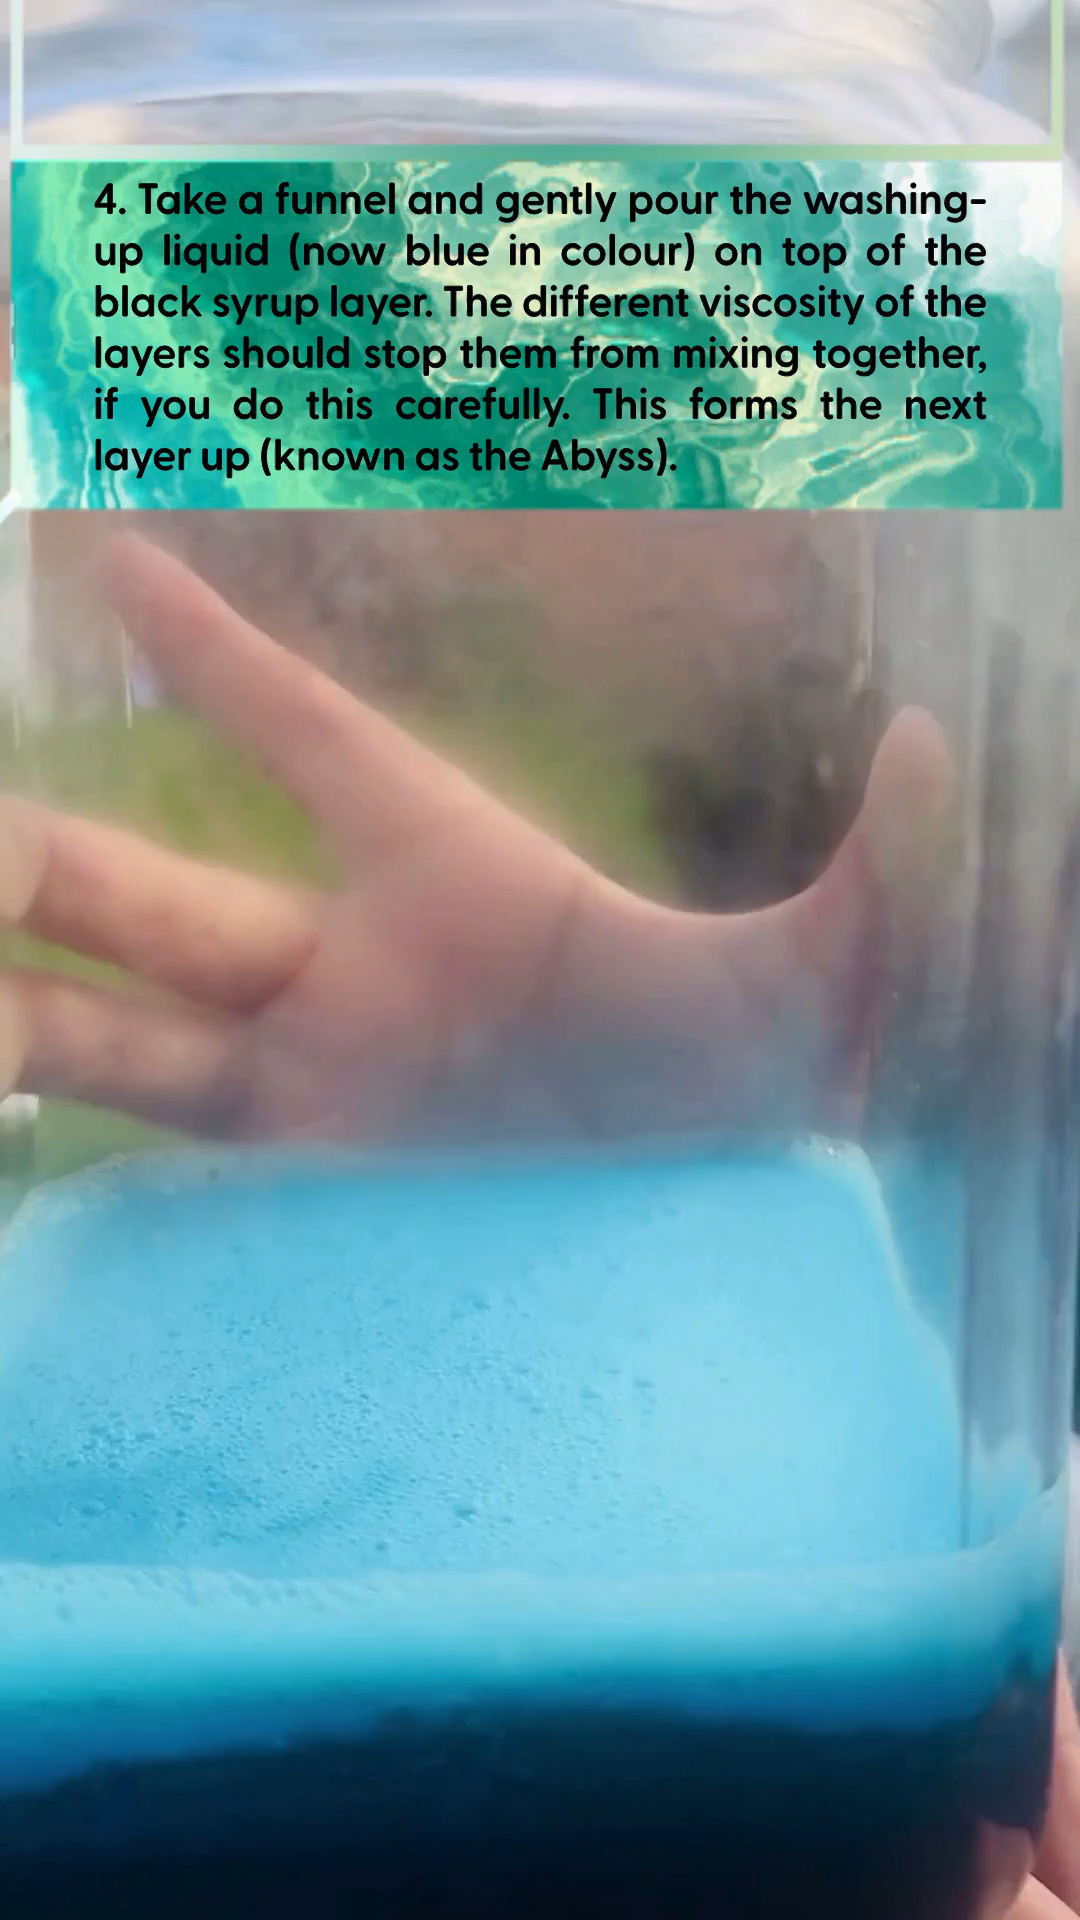 4. Take a funnel and gently pour the washing-
up liquid (now blue in colour) on top of the
black syrup layer. The different viscosity of the
layers should stop them from mixing together,
if you do this carefully. This forms the next
layer up (known as the Abyss).